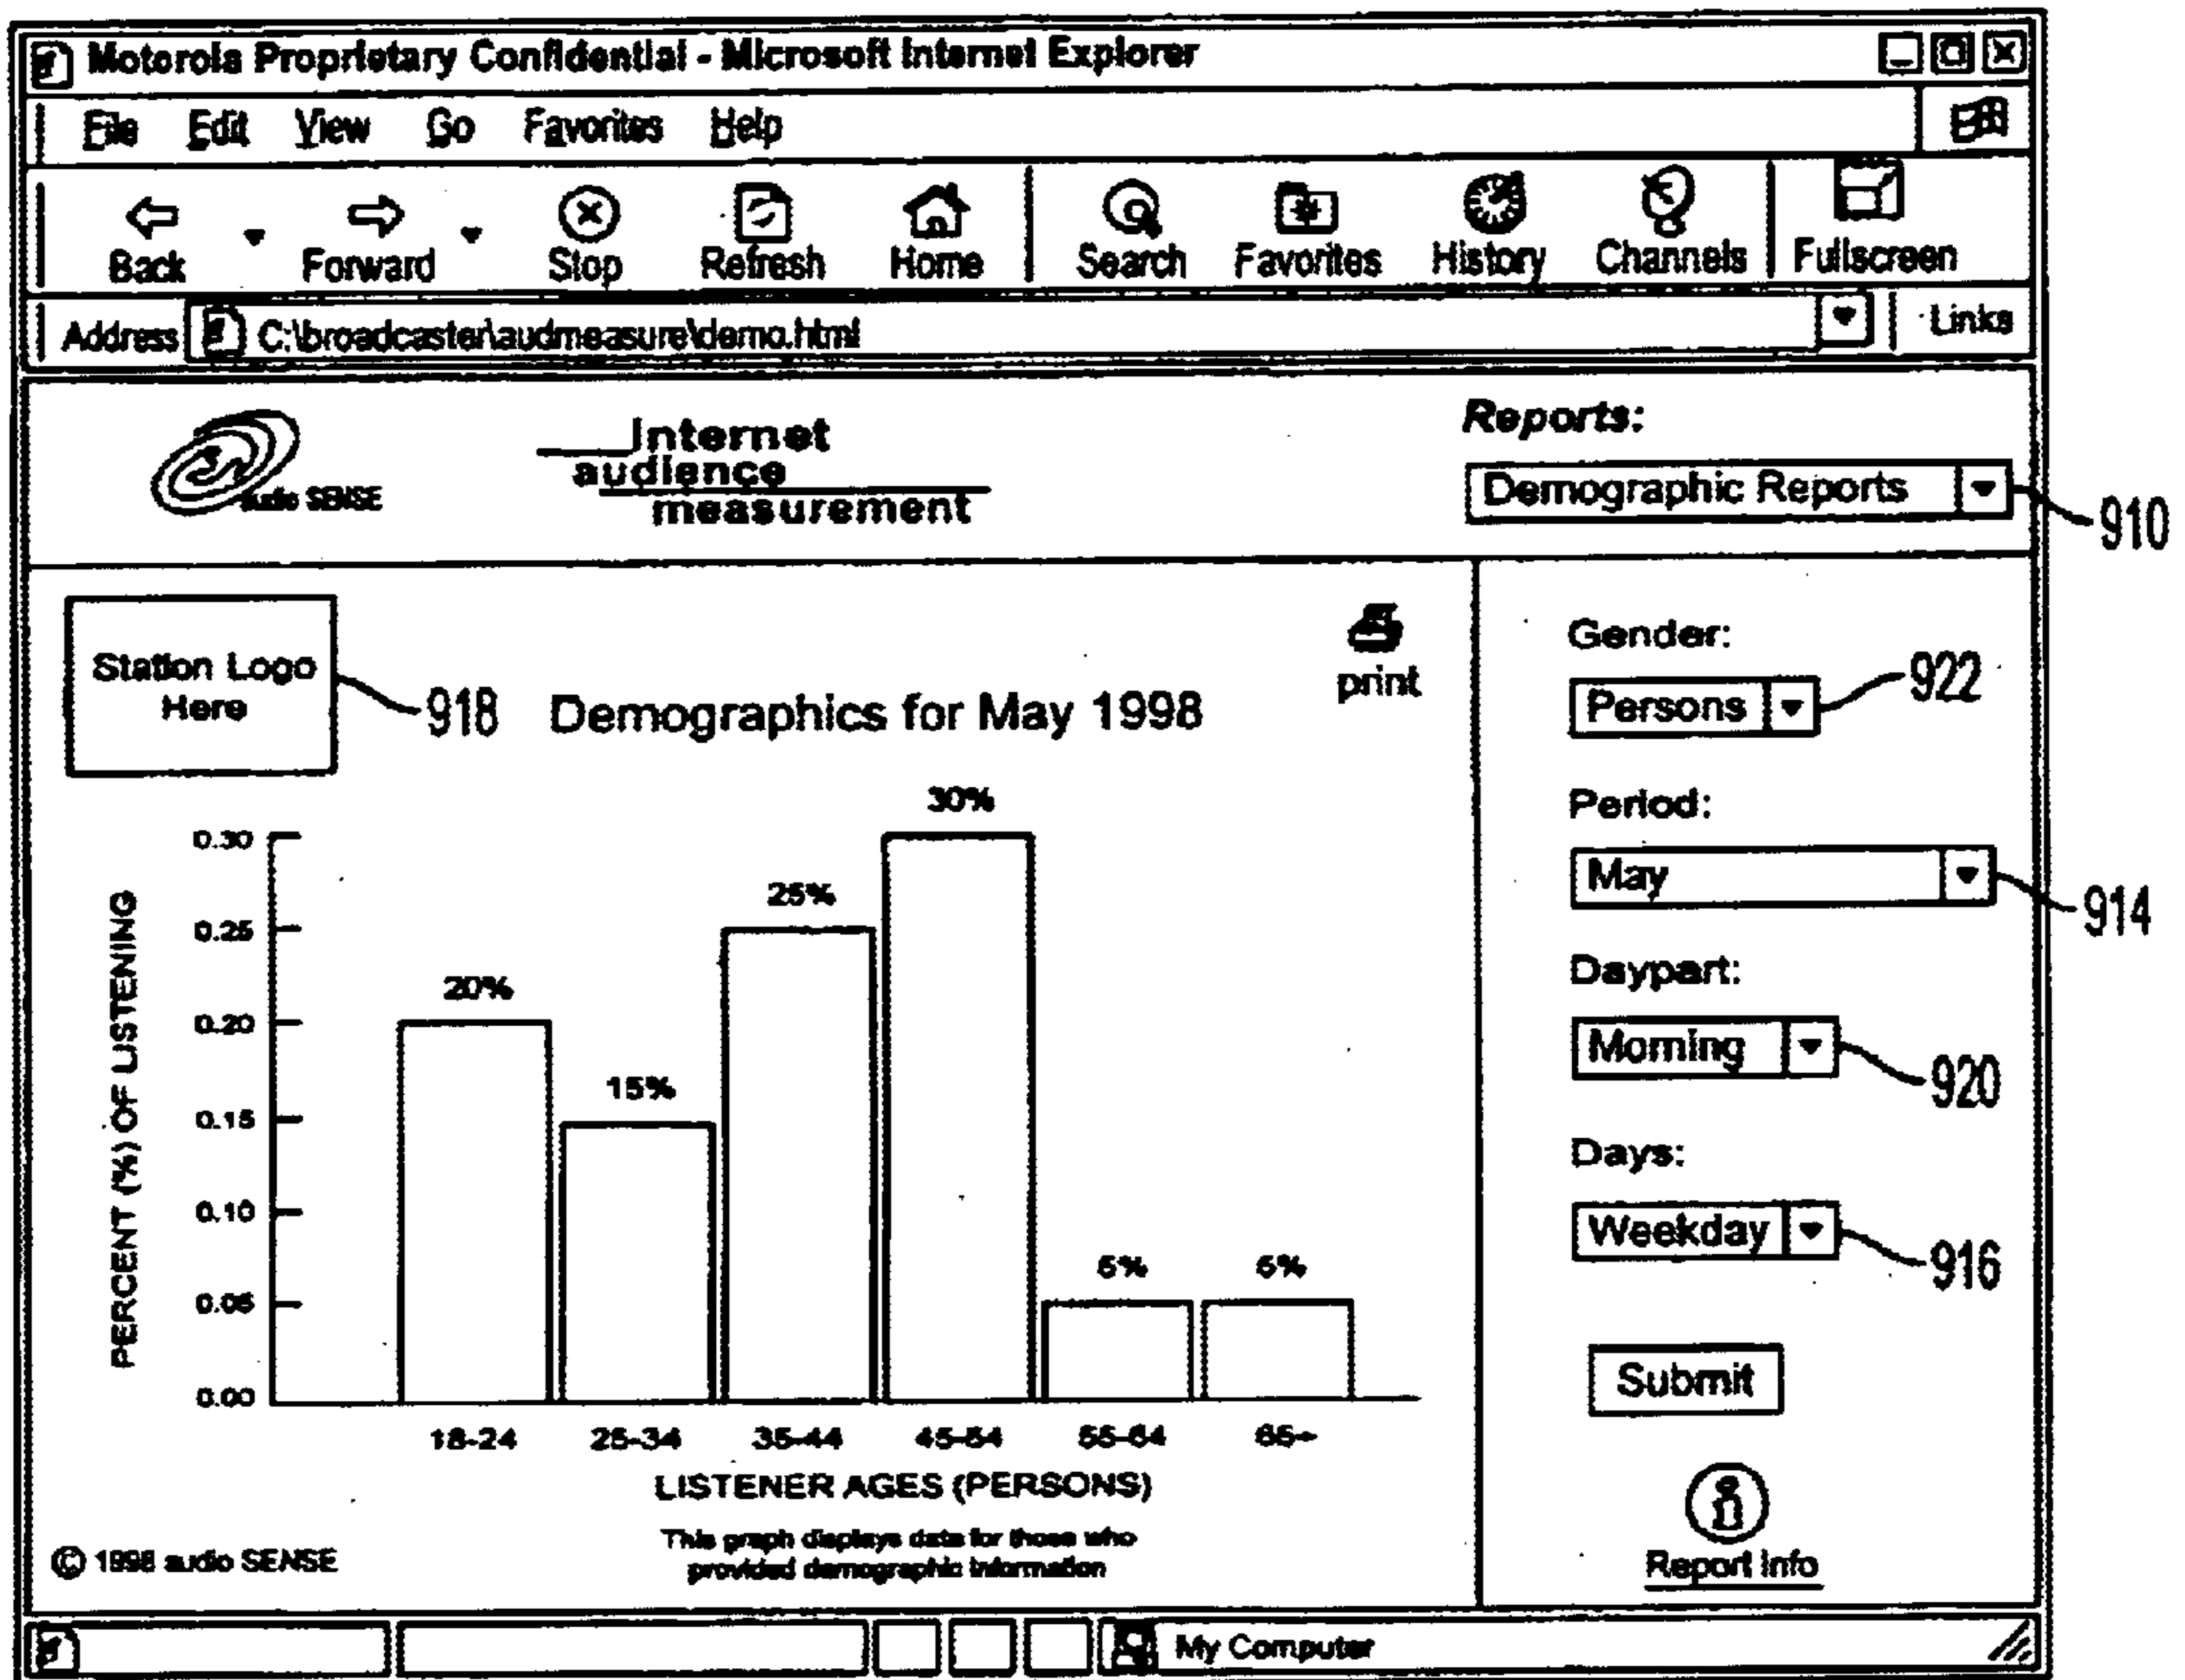 Motorola Proprietary Confidential - Microsoft Internet Explorer
File Edit View Go Favorites Help
Back Forward Stop Refresh Home Search Favorites History Channels Fullscreen
Address C:\broadcaster\audmeasure\demo.html Links
audio SENSE
Internet
audience
measurement
Reports:
Demographic Reports
910
Station Logo
Here
918
Demographics for May 1998
print
Gender:
Persons
922
Period:
May
914
Daypart:
Morning
920
Days:
Weekday
916
Submit
Report Info
PERCENT (%) OF LISTENING
0.30
0.25
0.20
0.15
0.10
0.05
0.00
20%
15%
25%
30%
5%
5%
18-24 25-34 35-44 45-54 55-64 65+
LISTENER AGES (PERSONS)
This graph displays data for those who
provided demographic information
© 1998 audio SENSE
My Computer